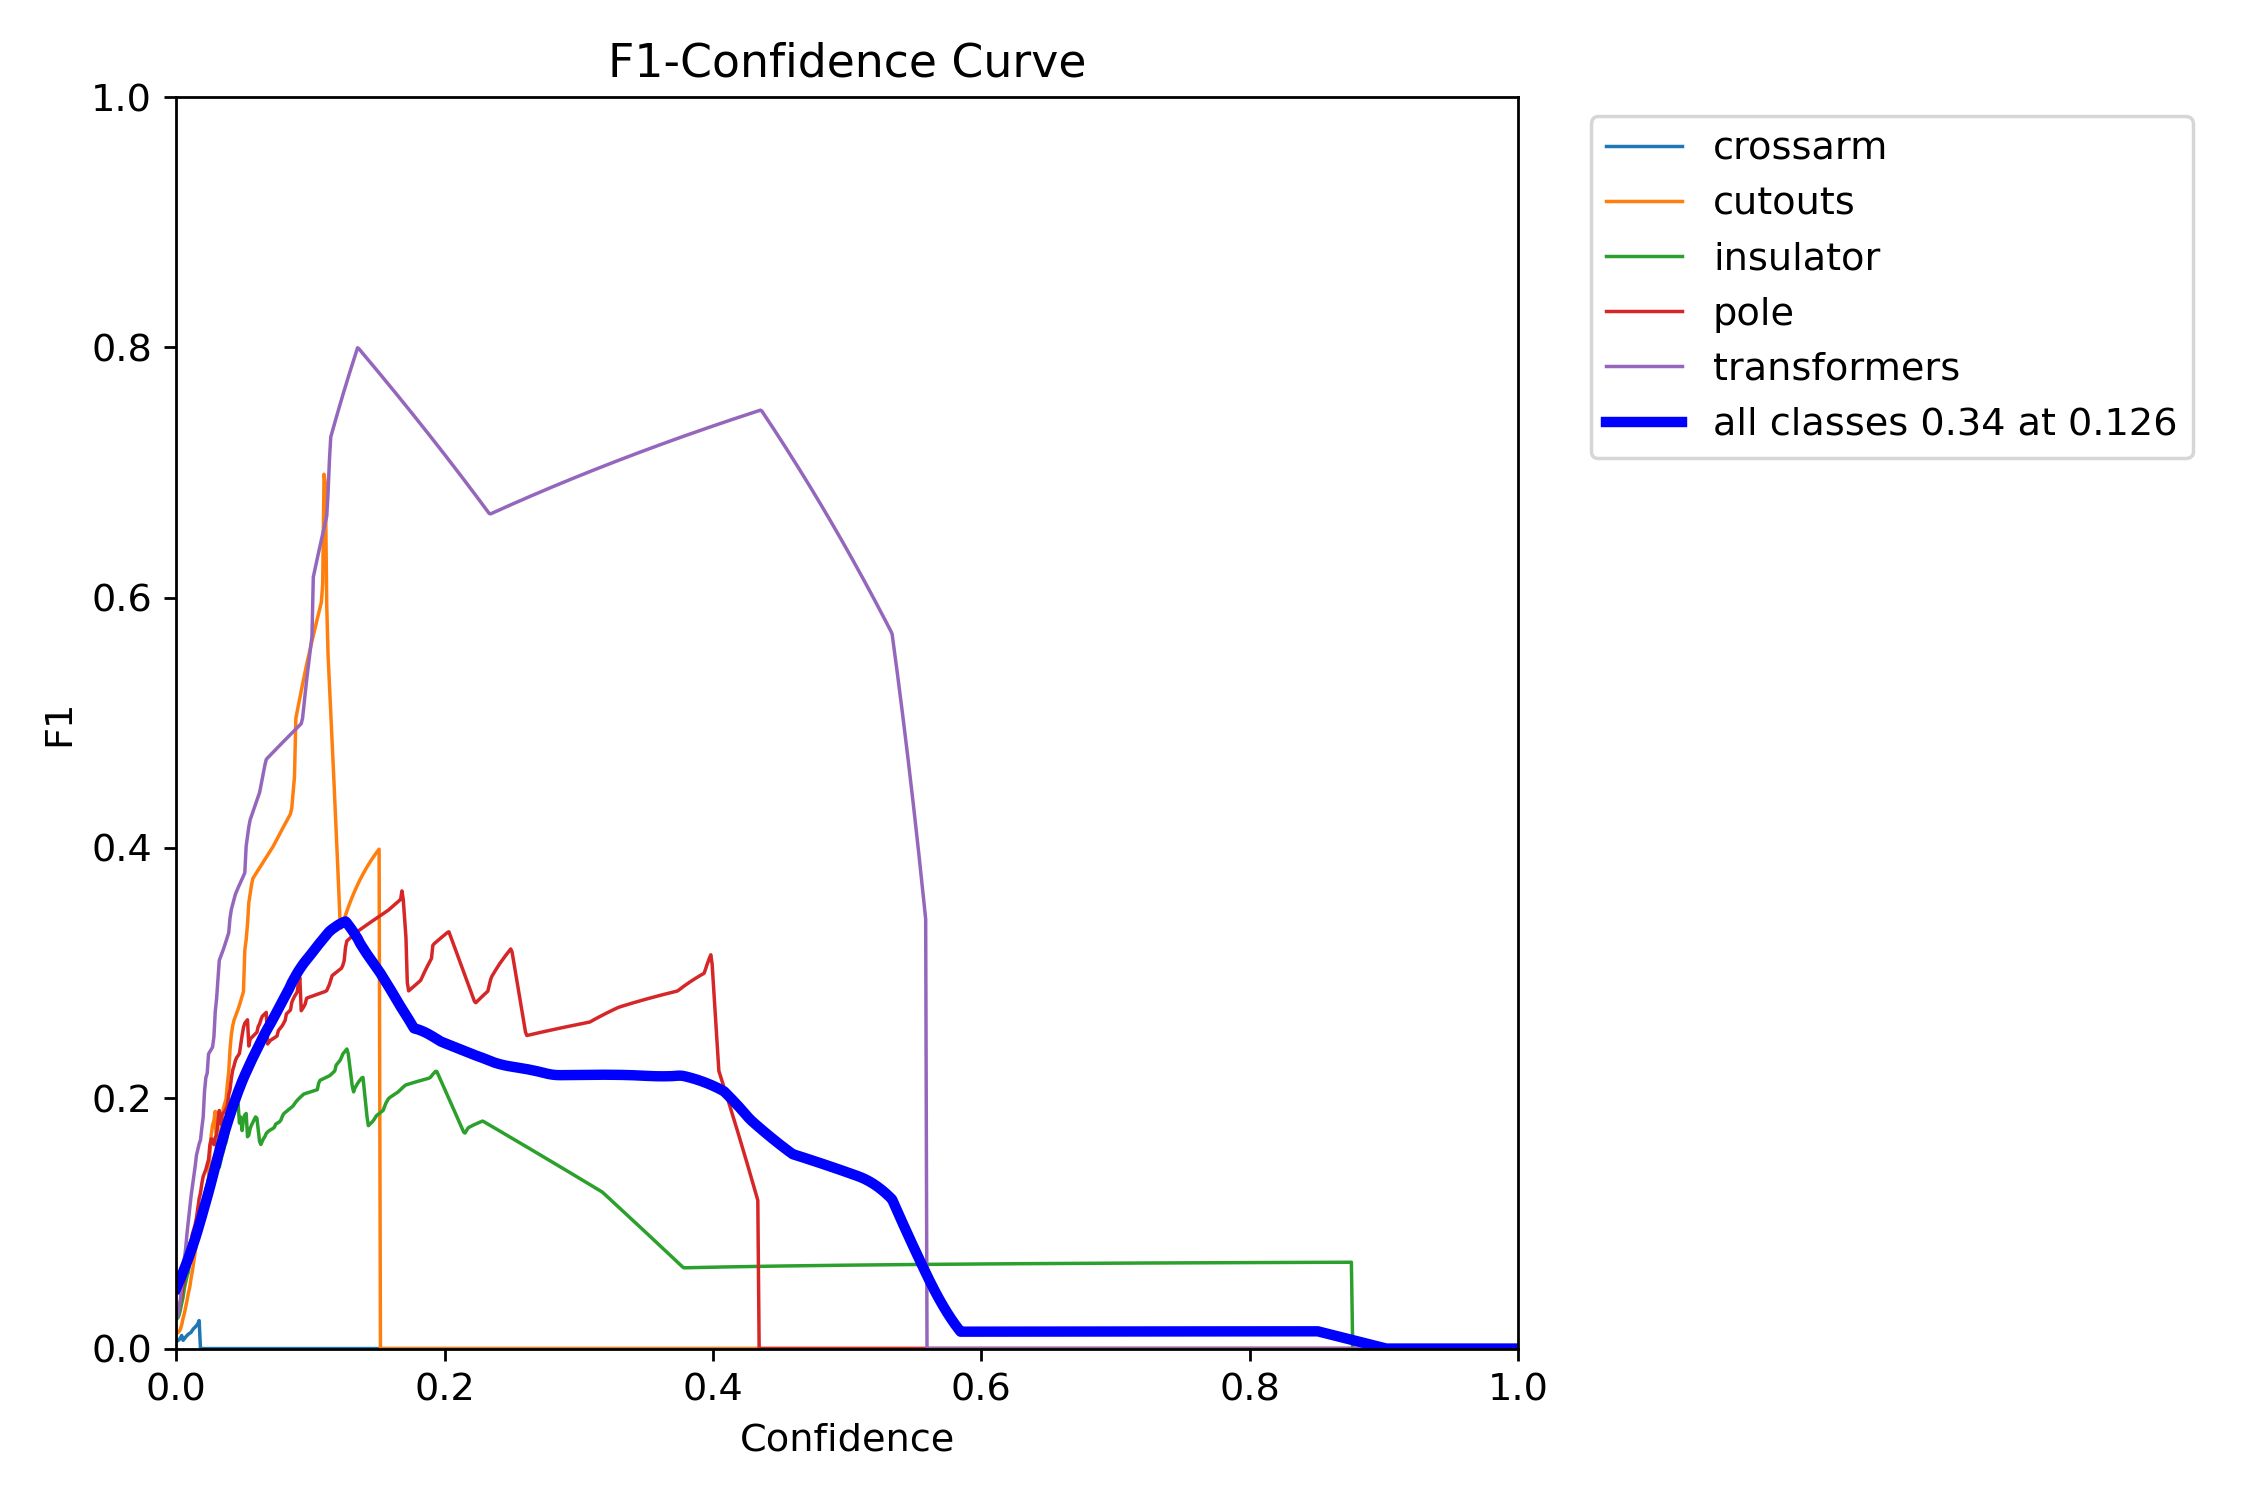 F1-Confidence Curve
1.0
0.8
0.6
0.4
0.2
0.0
F1
0.0 0.2 0.4 0.6 0.8 1.0
Confidence
crossarm
cutouts
insulator
pole
transformers
all classes 0.34 at 0.126